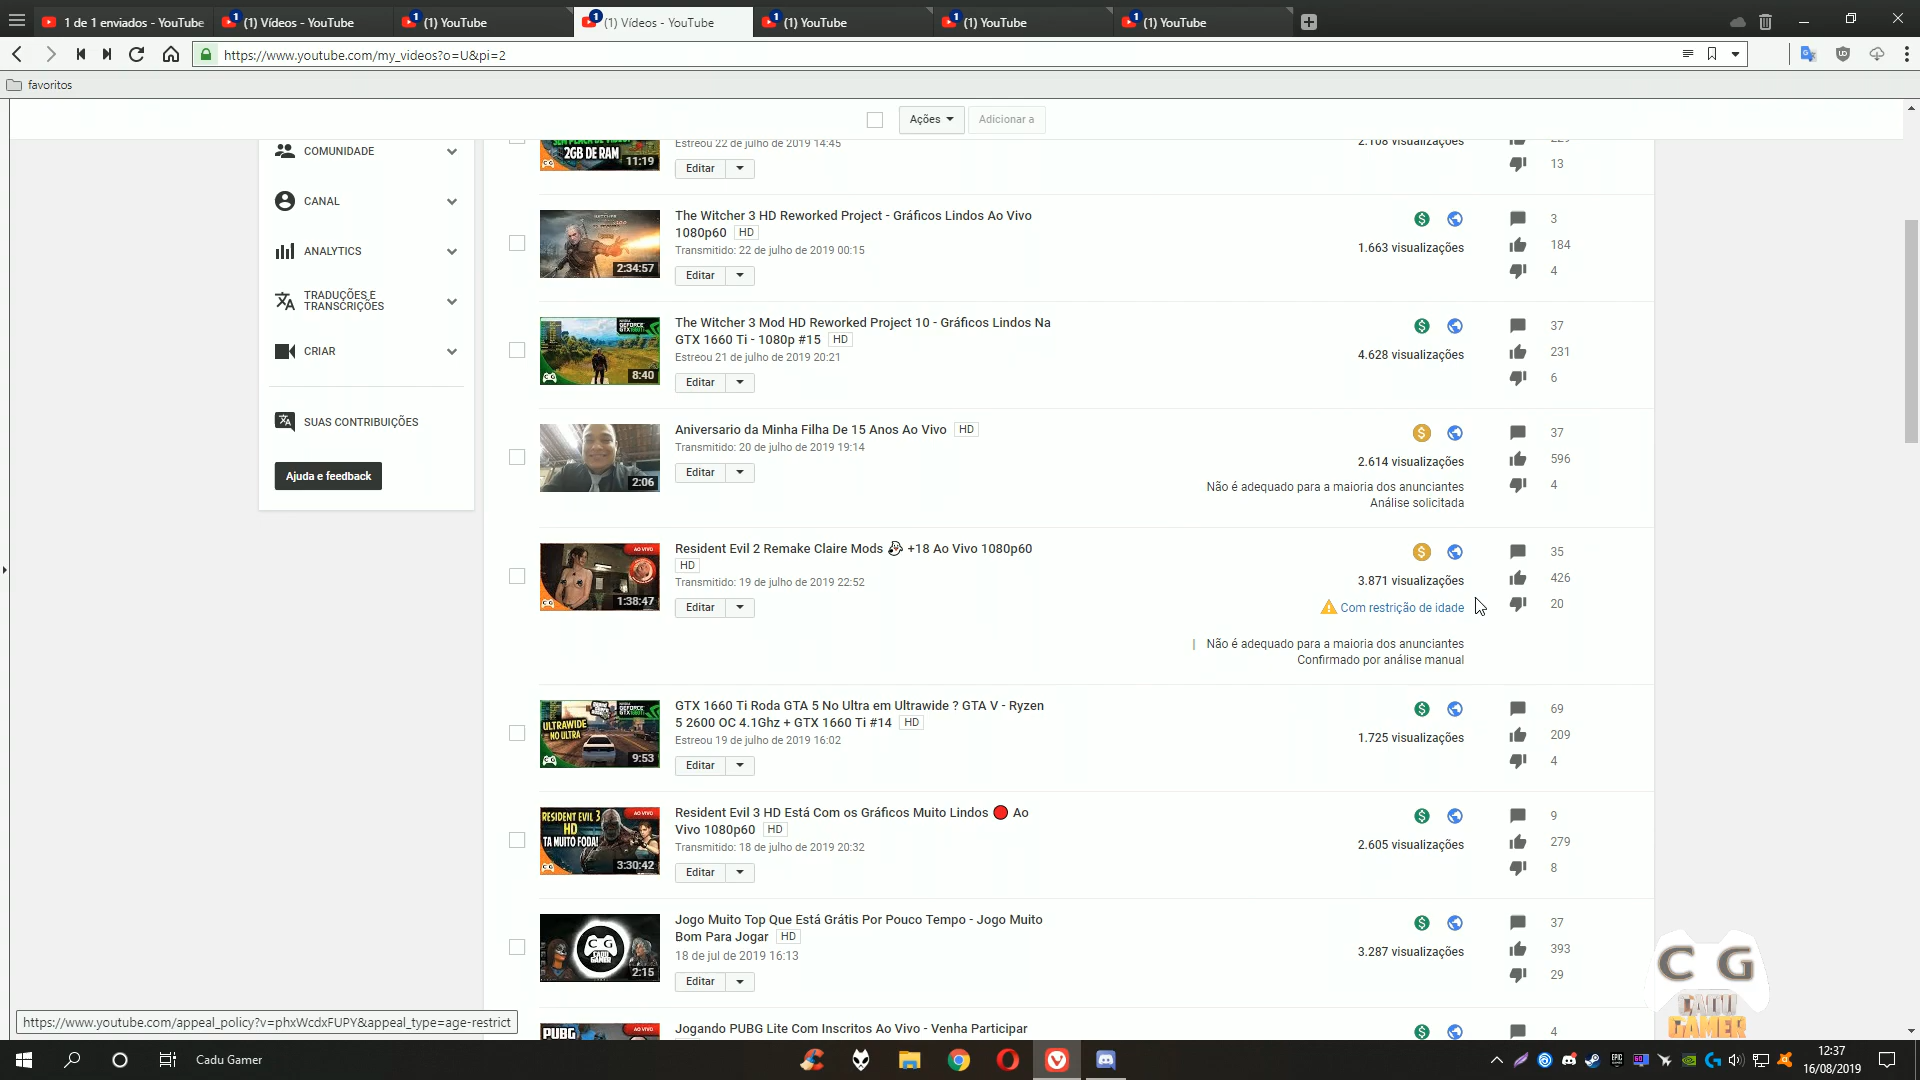 1 de 1 enviados - YouTube
(1) Vídeos - YouTube
(1) YouTube
(1) Vídeos - YouTube
(1) YouTube
(1) YouTube
(1) YouTube
https://www.youtube.com/my_videos?o=U&pi=2
favoritos
Ações
Adicionar a
COMUNIDADE
CANAL
ANALYTICS
TRADUÇÕES E
TRANSCRIÇÕES
CRIAR
SUAS CONTRIBUIÇÕES
Ajuda e feedback
2GB DE RAM
11:19
Estreou 22 de julho de 2019 14:45
Editar
13
2:34:57
The Witcher 3 HD Reworked Project - Gráficos Lindos Ao Vivo
1080p60 HD
Transmitido: 22 de julho de 2019 00:15
Editar
1.663 visualizações
3
184
4
8:40
The Witcher 3 Mod HD Reworked Project 10 - Gráficos Lindos Na
GTX 1660 Ti - 1080p #15 HD
Estreou 21 de julho de 2019 20:21
Editar
4.628 visualizações
37
231
6
2:06
Aniversario da Minha Filha De 15 Anos Ao Vivo HD
Transmitido: 20 de julho de 2019 19:14
Editar
2.614 visualizações
Não é adequado para a maioria dos anunciantes
Análise solicitada
37
596
4
AO VIVO
1:38:47
Resident Evil 2 Remake Claire Mods +18 Ao Vivo 1080p60
HD
Transmitido: 19 de julho de 2019 22:52
Editar
3.871 visualizações
Com restrição de idade
Não é adequado para a maioria dos anunciantes
Confirmado por análise manual
35
426
20
ULTRAWIDE
NO ULTRA
9:53
GTX 1660 Ti Roda GTA 5 No Ultra em Ultrawide ? GTA V - Ryzen
5 2600 OC 4.1Ghz + GTX 1660 Ti #14 HD
Estreou 19 de julho de 2019 16:02
Editar
1.725 visualizações
69
209
4
RESIDENT EVIL 3
HD
TA MUITO FODA!
AO VIVO
3:30:42
Resident Evil 3 HD Está Com os Gráficos Muito Lindos Ao
Vivo 1080p60 HD
Transmitido: 18 de julho de 2019 20:32
Editar
2.605 visualizações
9
279
8
CG
CADU
GAMER
2:15
Jogo Muito Top Que Está Grátis Por Pouco Tempo - Jogo Muito
Bom Para Jogar HD
18 de jul de 2019 16:13
Editar
3.287 visualizações
37
393
29
PUBG
AO VIVO
Jogando PUBG Lite Com Inscritos Ao Vivo - Venha Participar
4
C G
CADU
GAMER
https://www.youtube.com/appeal_policy?v=phxWcdxFUPY&appeal_type=age-restrict
Cadu Gamer
12:37
16/08/2019